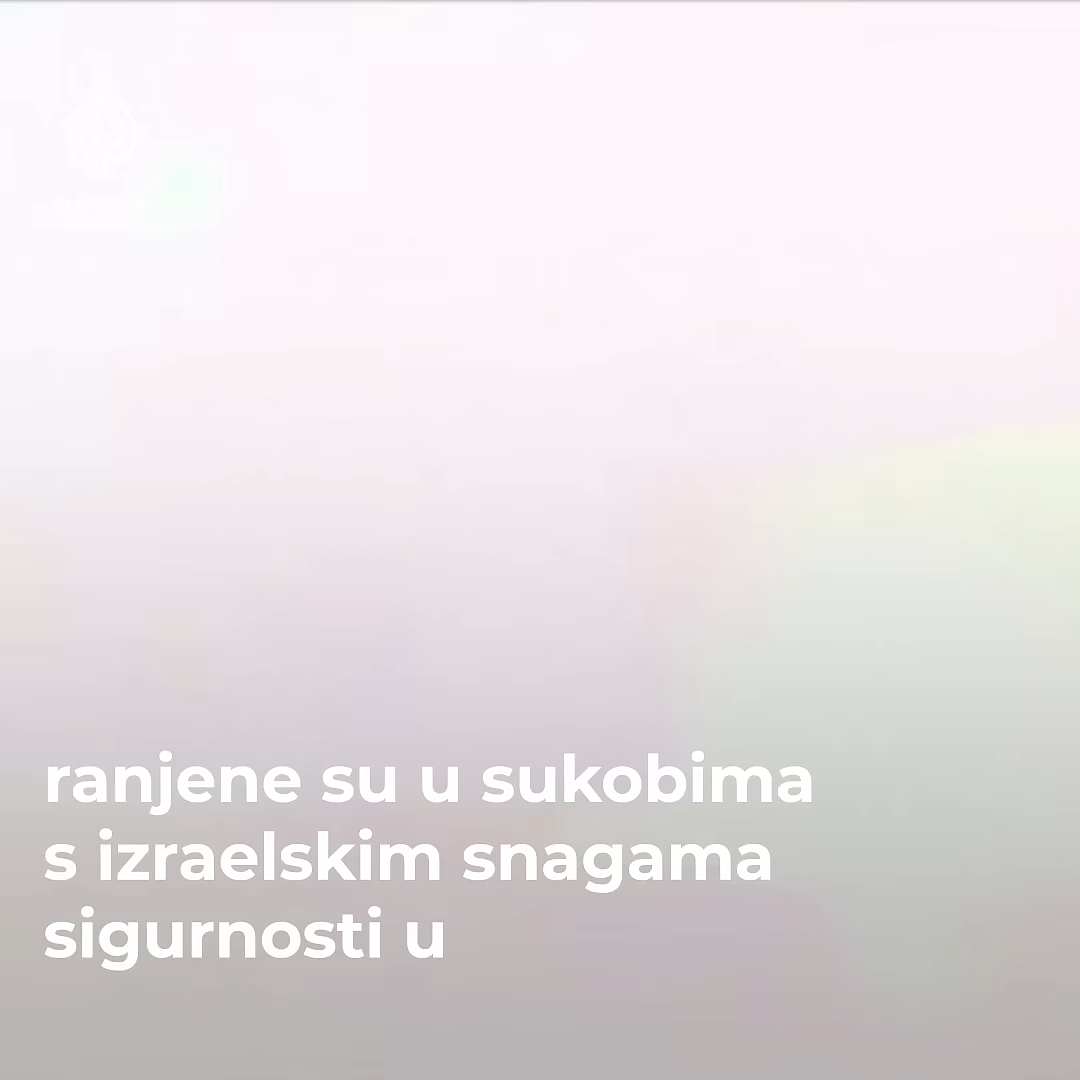 ranjene su u sukobima
s izraelskim snagama
sigurnosti u